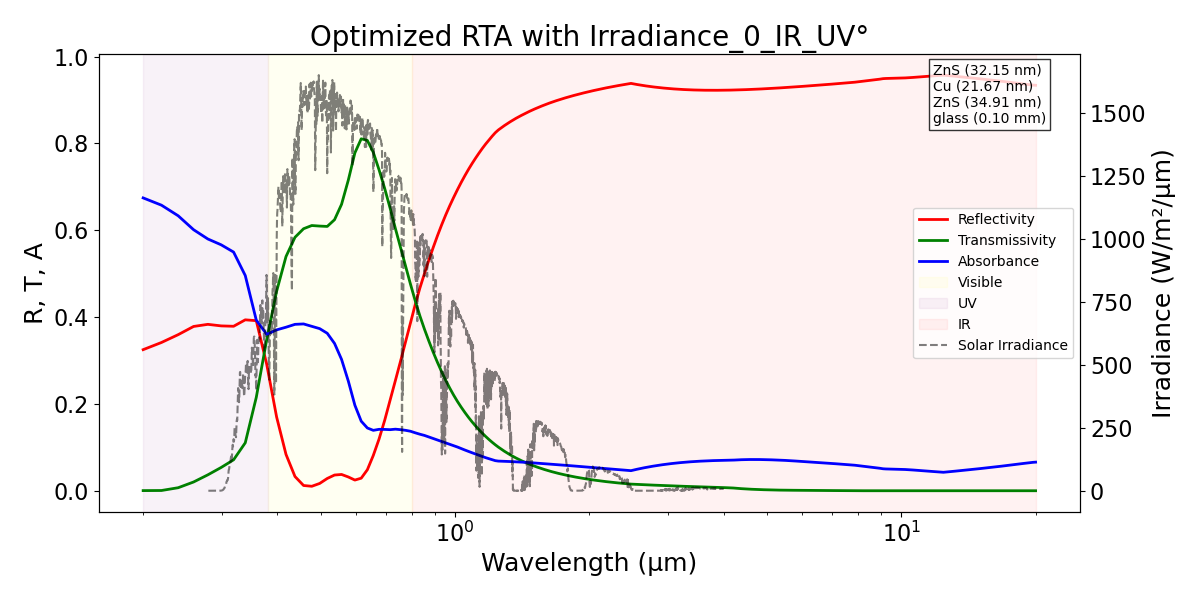 Optimized RTA with Irradiance_0_IR_UV°
ZnS (32.15 nm)
Cu (21.67 nm)
ZnS (34.91 nm)
glass (0.10 mm)
1.0
0.8
0.6
0.4
0.2
0.0
R, T, A
1500
1250
1000
750
500
250
0
Irradiance (W/m²/μm)
Reflectivity
Transmissivity
Absorbance
Visible
UV
IR
Solar Irradiance
10⁰
10¹
Wavelength (μm)